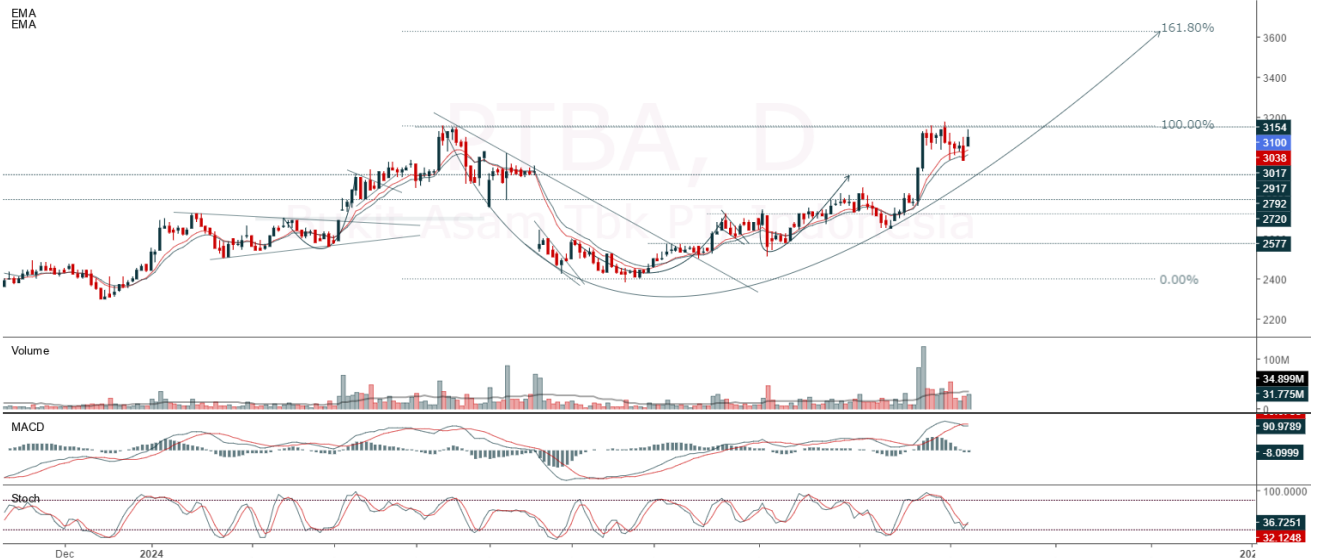 EMA
EMA
PTBA, D
Bukit Asam Tbk, PT, Indonesia
161.80%
100.00%
0.00%
3600
3400
3200
3154
3100
3038
3017
2917
2792
2720
2577
2400
2200
Volume
100M
34.899M
31.775M
0
MACD
90.9789
-8.0999
Stoch
100.0000
36.7251
32.1248
Dec
2024